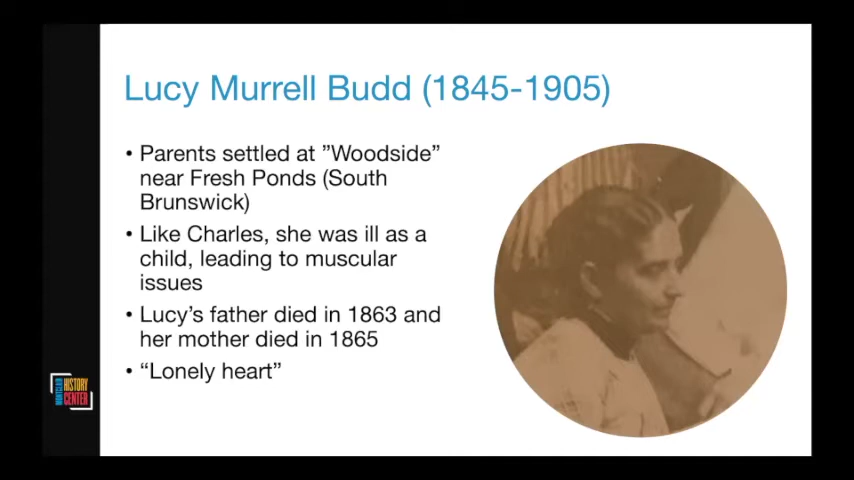 Lucy Murrell Budd (1845-1905)
• Parents settled at ”Woodside”
near Fresh Ponds (South
Brunswick)
• Like Charles, she was ill as a
child, leading to muscular
issues
• Lucy’s father died in 1863 and
her mother died in 1865
• “Lonely heart”
MONTCLAIR
HISTORY
CENTER